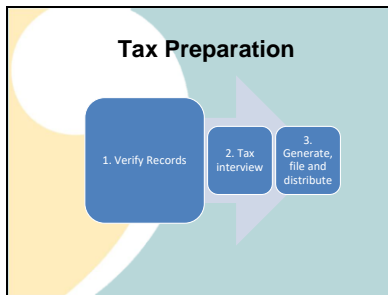 Tax Preparation
1. Verify Records
2. Tax
interview
3.
Generate,
file and
distribute